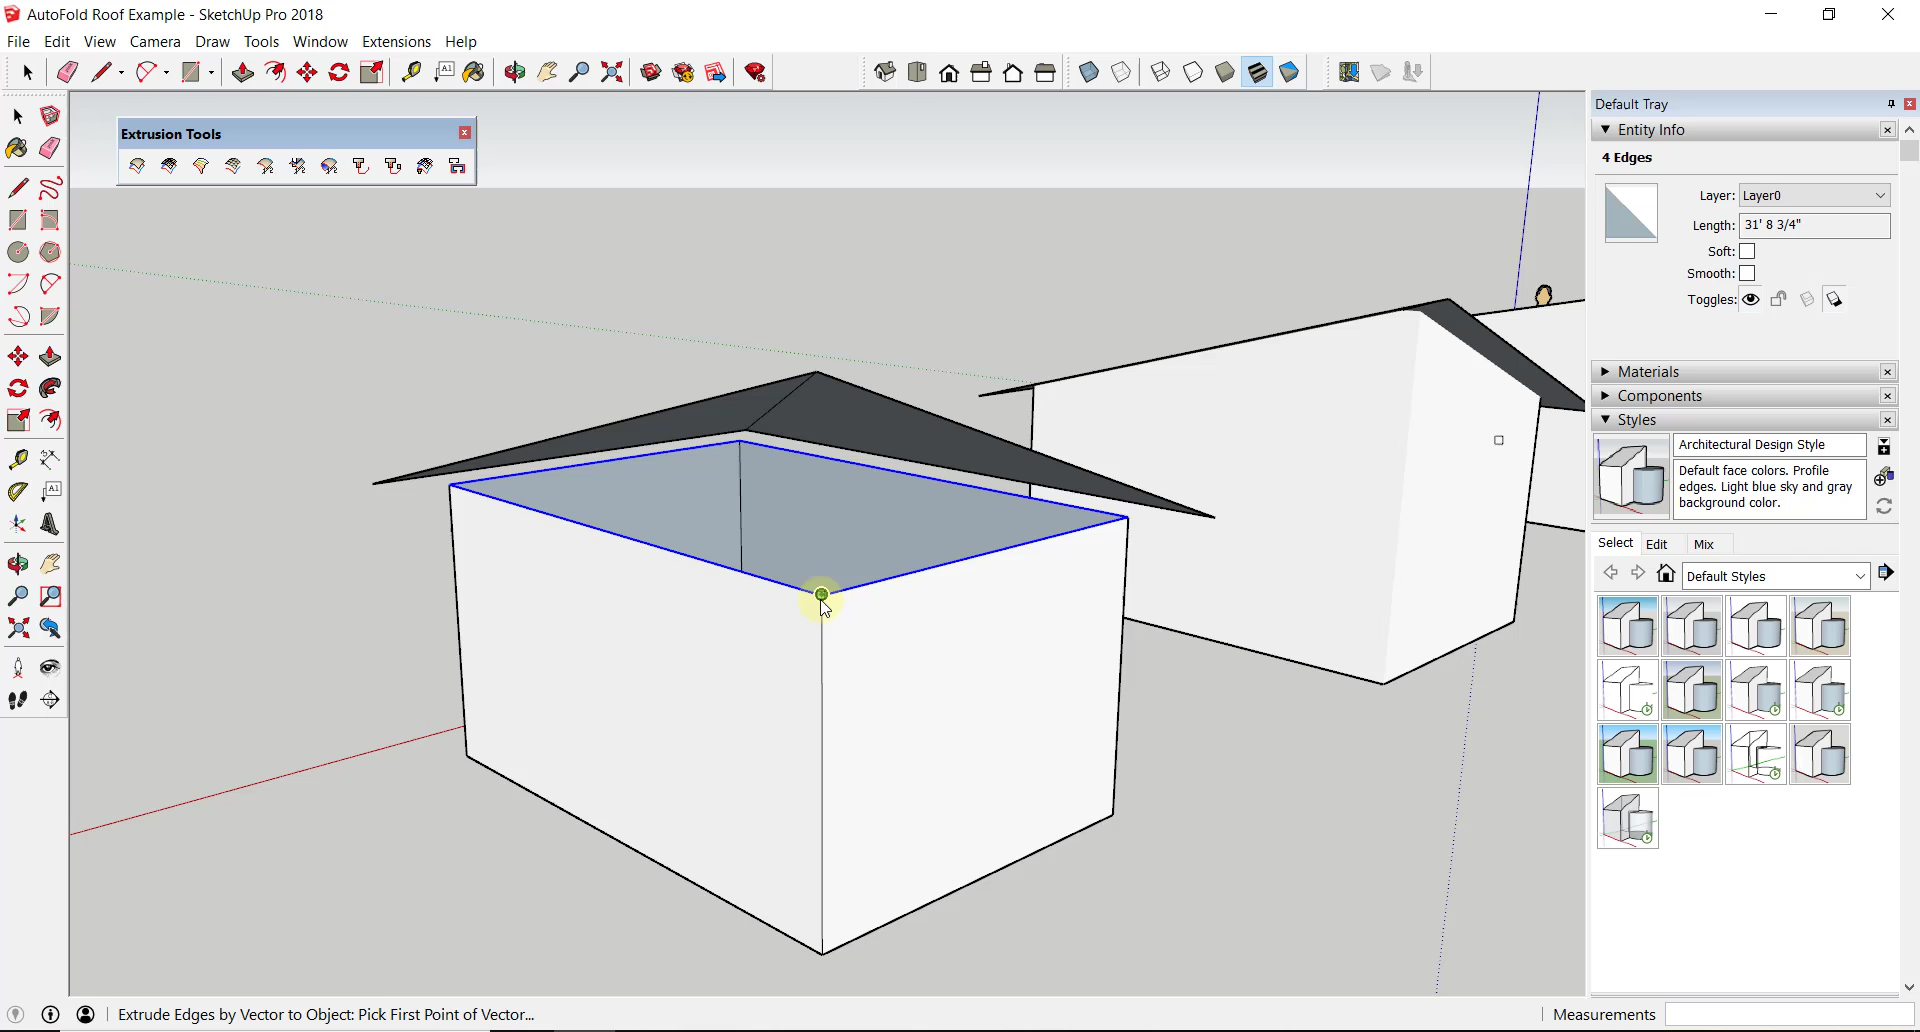 AutoFold Roof Example - SketchUp Pro 2018
File Edit View Camera Draw Tools Window Extensions Help
A1
Extrusion Tools
A1
Default Tray
Entity Info
4 Edges
Layer: Layer0
Length: 31' 8 3/4"
Soft:
Smooth:
Toggles:
Materials
Components
Styles
Architectural Design Style
Default face colors. Profile
edges. Light blue sky and gray
background color.
Select Edit Mix
Default Styles
Extrude Edges by Vector to Object: Pick First Point of Vector...
Measurements